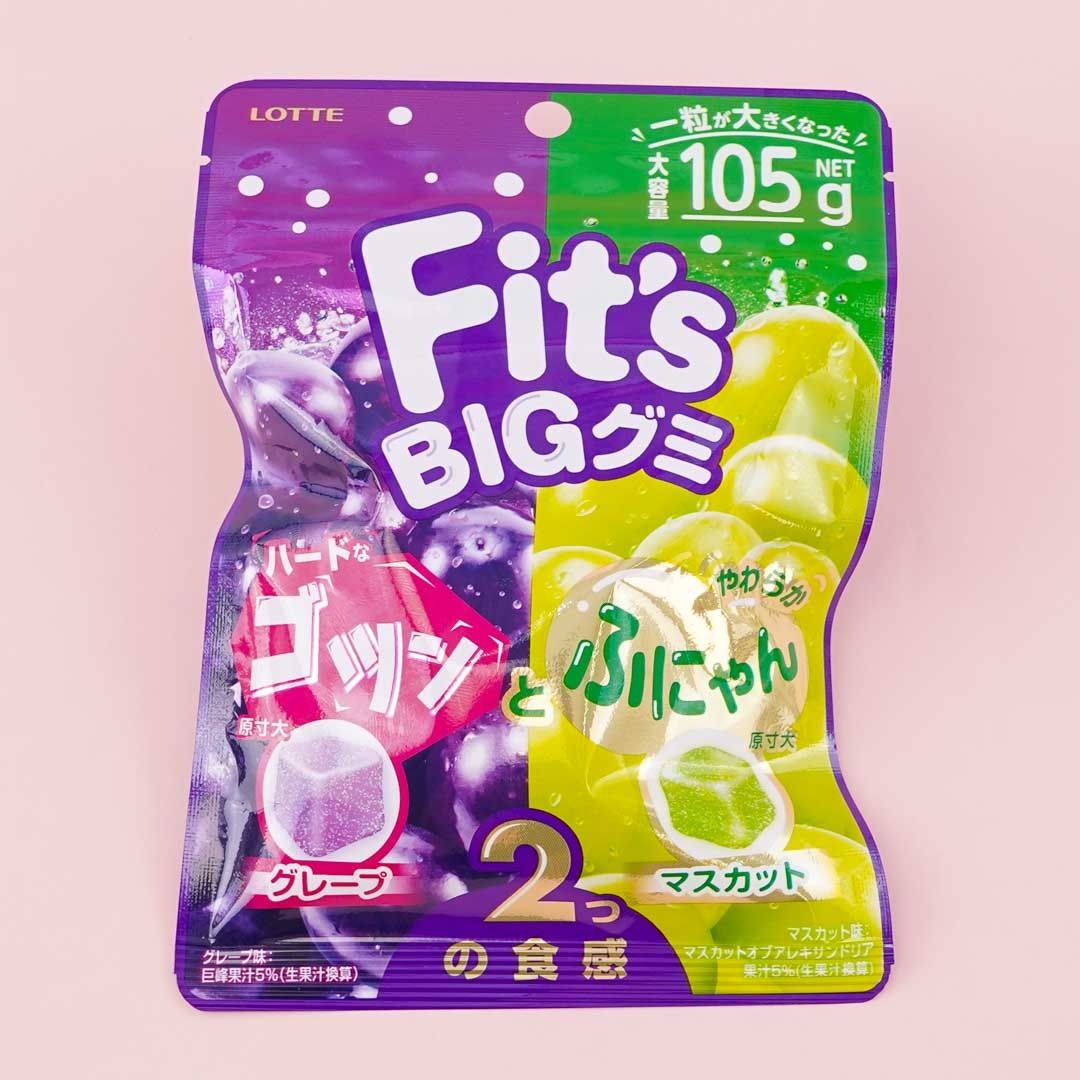 LOTTE
一粒が大きくなった
大容量 105 NET g
Fit's
BIGグミ
ハードな
ゴツン
と
やわらか
ふにゃん
原寸大
原寸大
グレープ
マスカット
2つ
の食感
グレープ味:
巨峰果汁5%(生果汁換算)
マスカット味:
マスカットオブアレキサンドリア
果汁5%(生果汁換算)